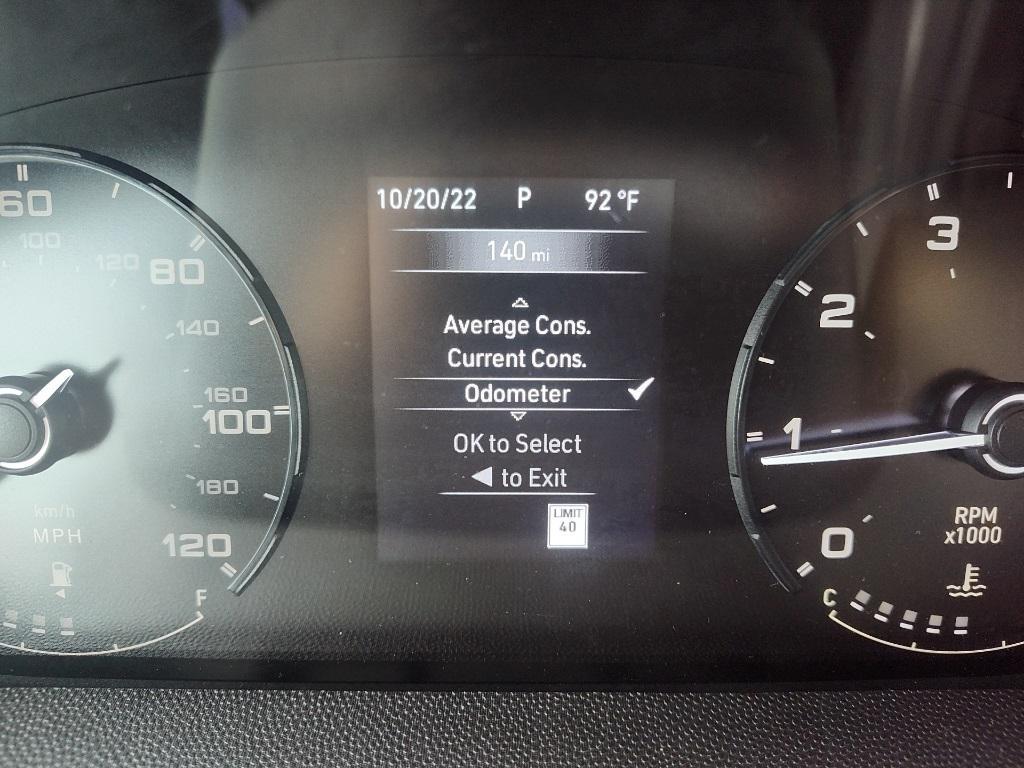 10/20/22 P 92 °F
140 mi
Average Cons.
Current Cons.
Odometer
OK to Select
to Exit
LIMIT
40
60
80
100
120
100
120
140
160
180
km/h
MPH
F
3
2
1
0
RPM
x1000
C